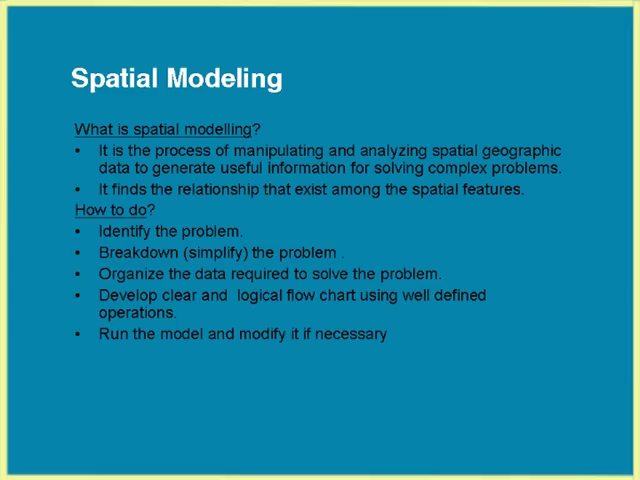 Spatial Modeling
What is spatial modelling?
• It is the process of manipulating and analyzing spatial geographic
data to generate useful information for solving complex problems.
• It finds the relationship that exist among the spatial features.
How to do?
• Identify the problem.
• Breakdown (simplify) the problem .
• Organize the data required to solve the problem.
• Develop clear and  logical flow chart using well defined
operations.
• Run the model and modify it if necessary